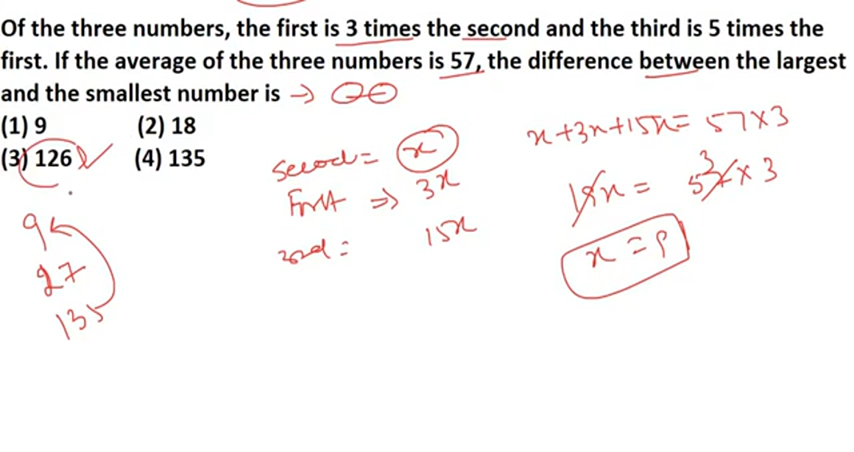 Of the three numbers, the first is 3 times the second and the third is 5 times the
first. If the average of the three numbers is 57, the difference between the largest
and the smallest number is →
(1) 9 (2) 18
(3) 126 (4) 135
second = x
First ⇒ 3x
3rd = 15x
x+3x+15x = 57×3
19x = 57 3 ×3
x = 9
9
27
135